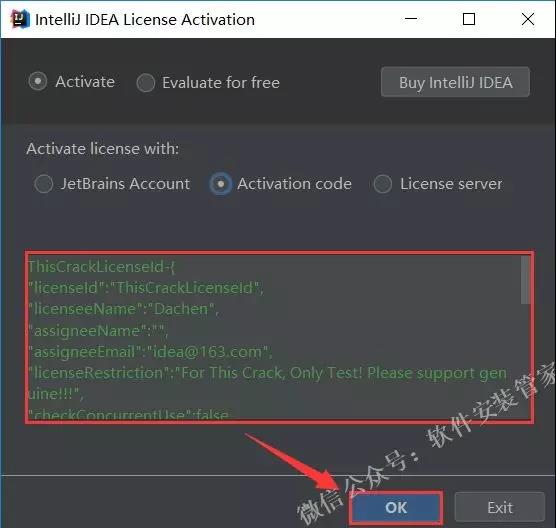 IntelliJ IDEA License Activation
Activate
Evaluate for free
Buy IntelliJ IDEA
Activate license with:
JetBrains Account
Activation code
License server
ThisCrackLicenseId-{
"licenseId":"ThisCrackLicenseId",
"licenseeName":"Dachen",
"assigneeName":"",
"assigneeEmail":"idea@163.com",
"licenseRestriction":"For This Crack, Only Test! Please support gen
uine!!!",
"checkConcurrentUse":false
微信公众号：软件安装管家
OK
Exit